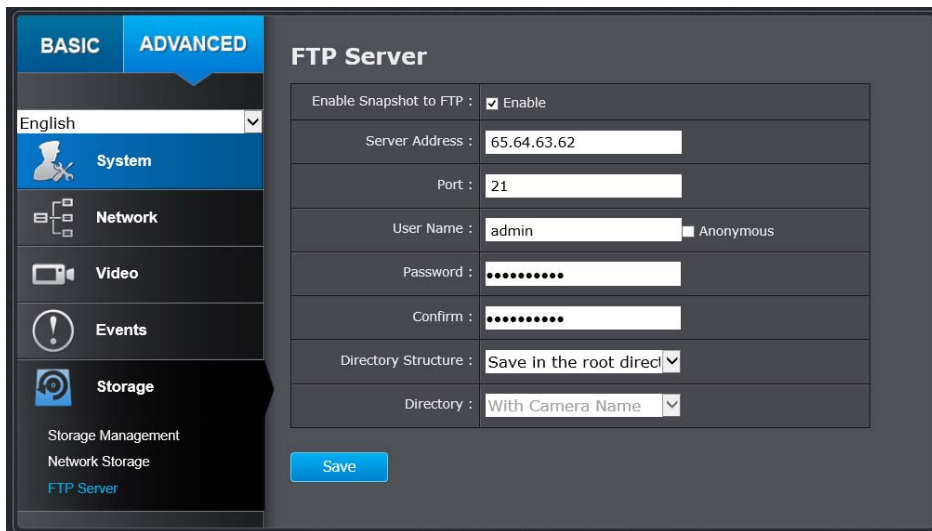 BASIC
ADVANCED
English
System
Network
Video
Events
Storage
Storage Management
Network Storage
FTP Server
FTP Server
Enable Snapshot to FTP : Enable
Server Address : 65.64.63.62
Port : 21
User Name : admin Anonymous
Password : ••••••••••
Confirm : ••••••••••
Directory Structure : Save in the root direct
Directory : With Camera Name
Save